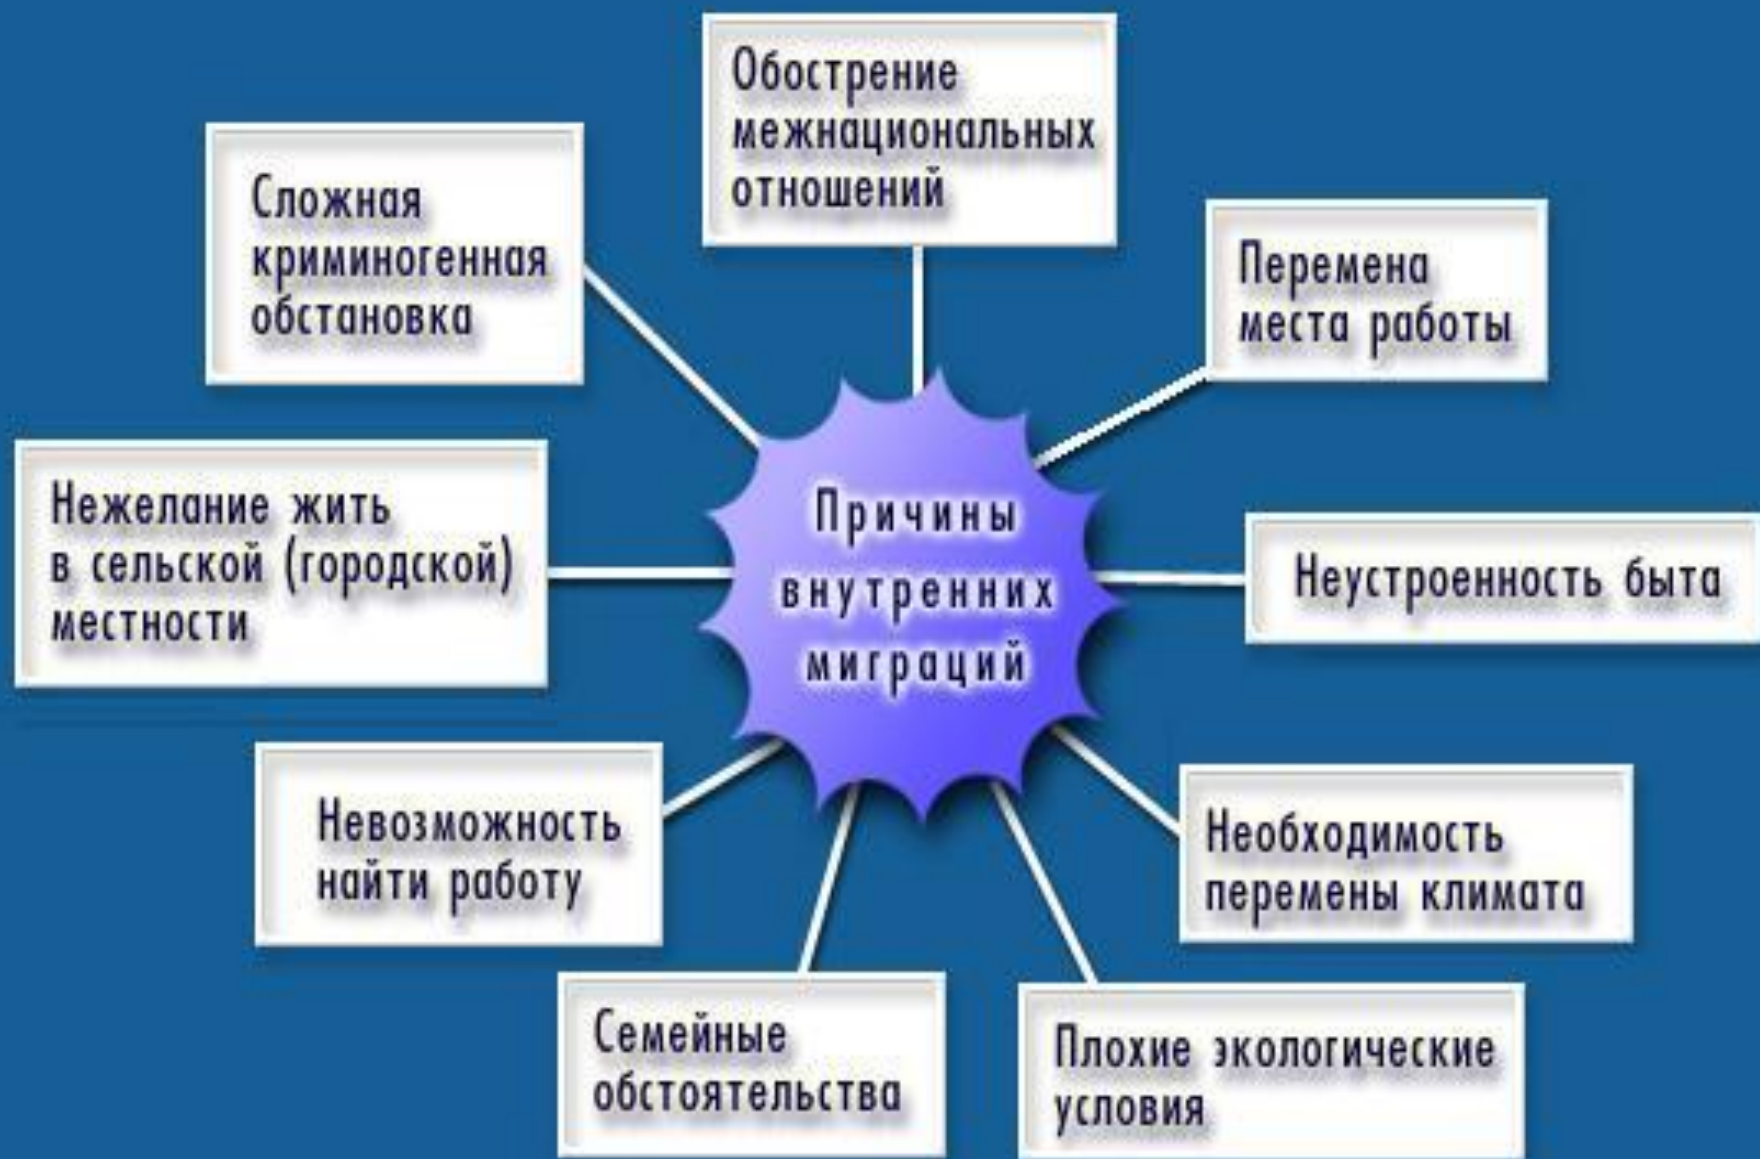 Обострение
межнациональных
отношений
Сложная
криминогенная
обстановка
Перемена
места работы
Нежелание жить
в сельской (городской)
местности
Причины
внутренних
миграций
Неустроенность быта
Невозможность
найти работу
Необходимость
перемены климата
Семейные
обстоятельства
Плохие экологические
условия